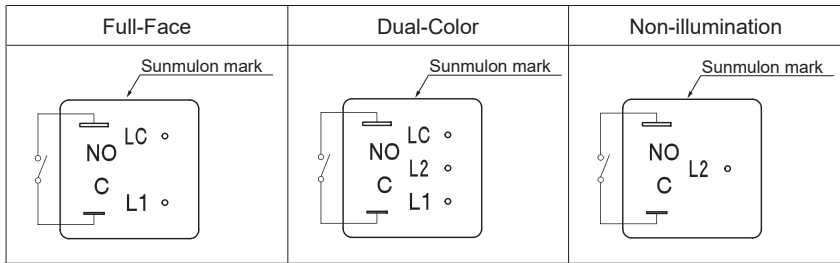 Full-Face
Dual-Color
Non-illumination
Sunmulon mark
LC
NO
C
L1
Sunmulon mark
LC
NO
L2
C
L1
Sunmulon mark
NO
L2
C